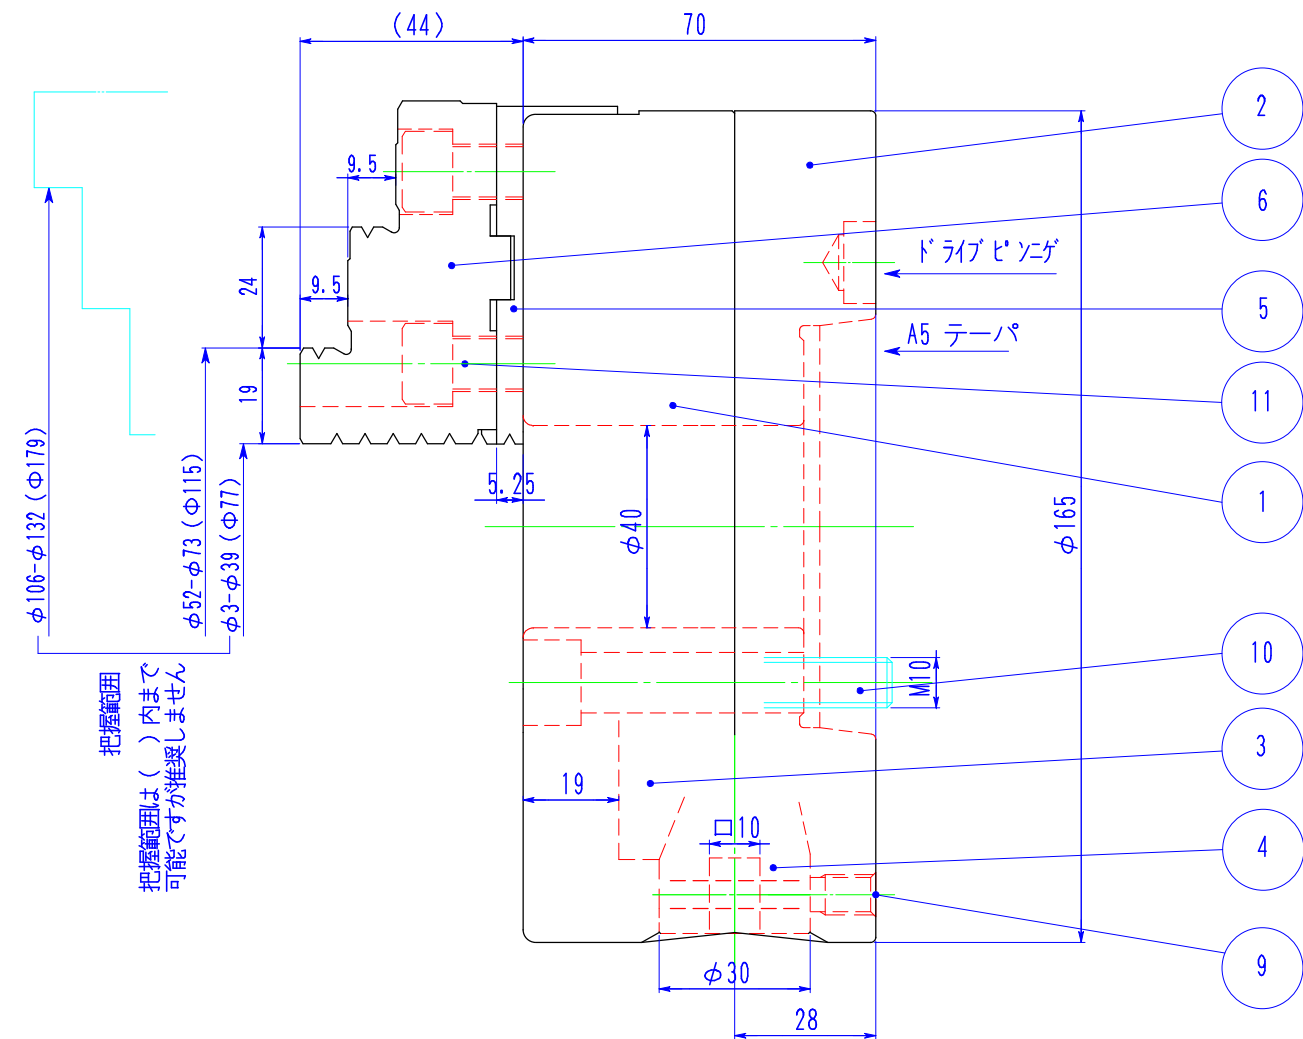 (44)
70
2
9.5
6
ドライブピンニゲ
24
9.5
5
A5 テーパ
19
11
5.25
1
φ40
φ165
φ106-φ132(φ179)
φ52-φ73(φ115)
φ3-φ39(φ77)
把握範囲
把握範囲は( )内まで
可能ですが推奨しません
M10
10
3
19
口10
4
9
φ30
28